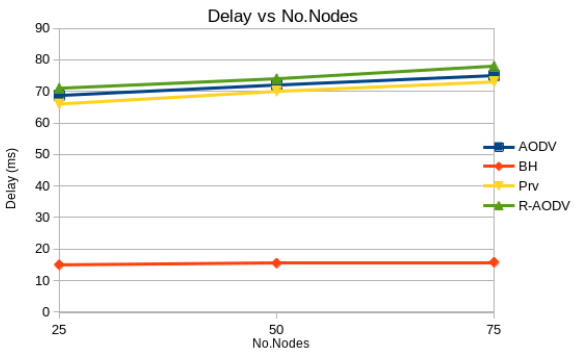 Delay vs No.Nodes
90
80
70
60
50
40
30
20
10
0
Delay (ms)
25
50
75
No.Nodes
AODV
BH
Prv
R-AODV